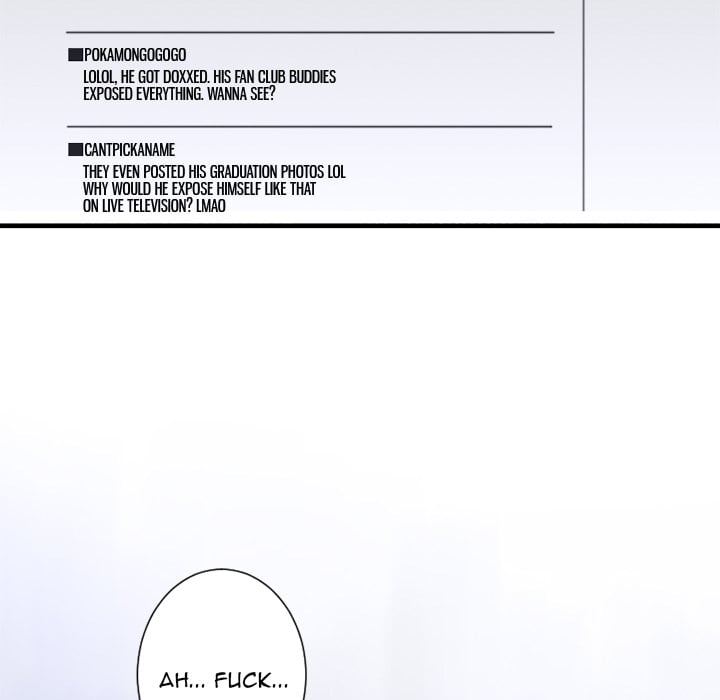 ■POKAMONGOGOGO
LOLOL, HE GOT DOXXED. HIS FAN CLUB BUDDIES
EXPOSED EVERYTHING. WANNA SEE?
■CANTPICKANAME
THEY EVEN POSTED HIS GRADUATION PHOTOS LOL
WHY WOULD HE EXPOSE HIMSELF LIKE THAT
ON LIVE TELEVISION? LMAO
AH... FUCK...